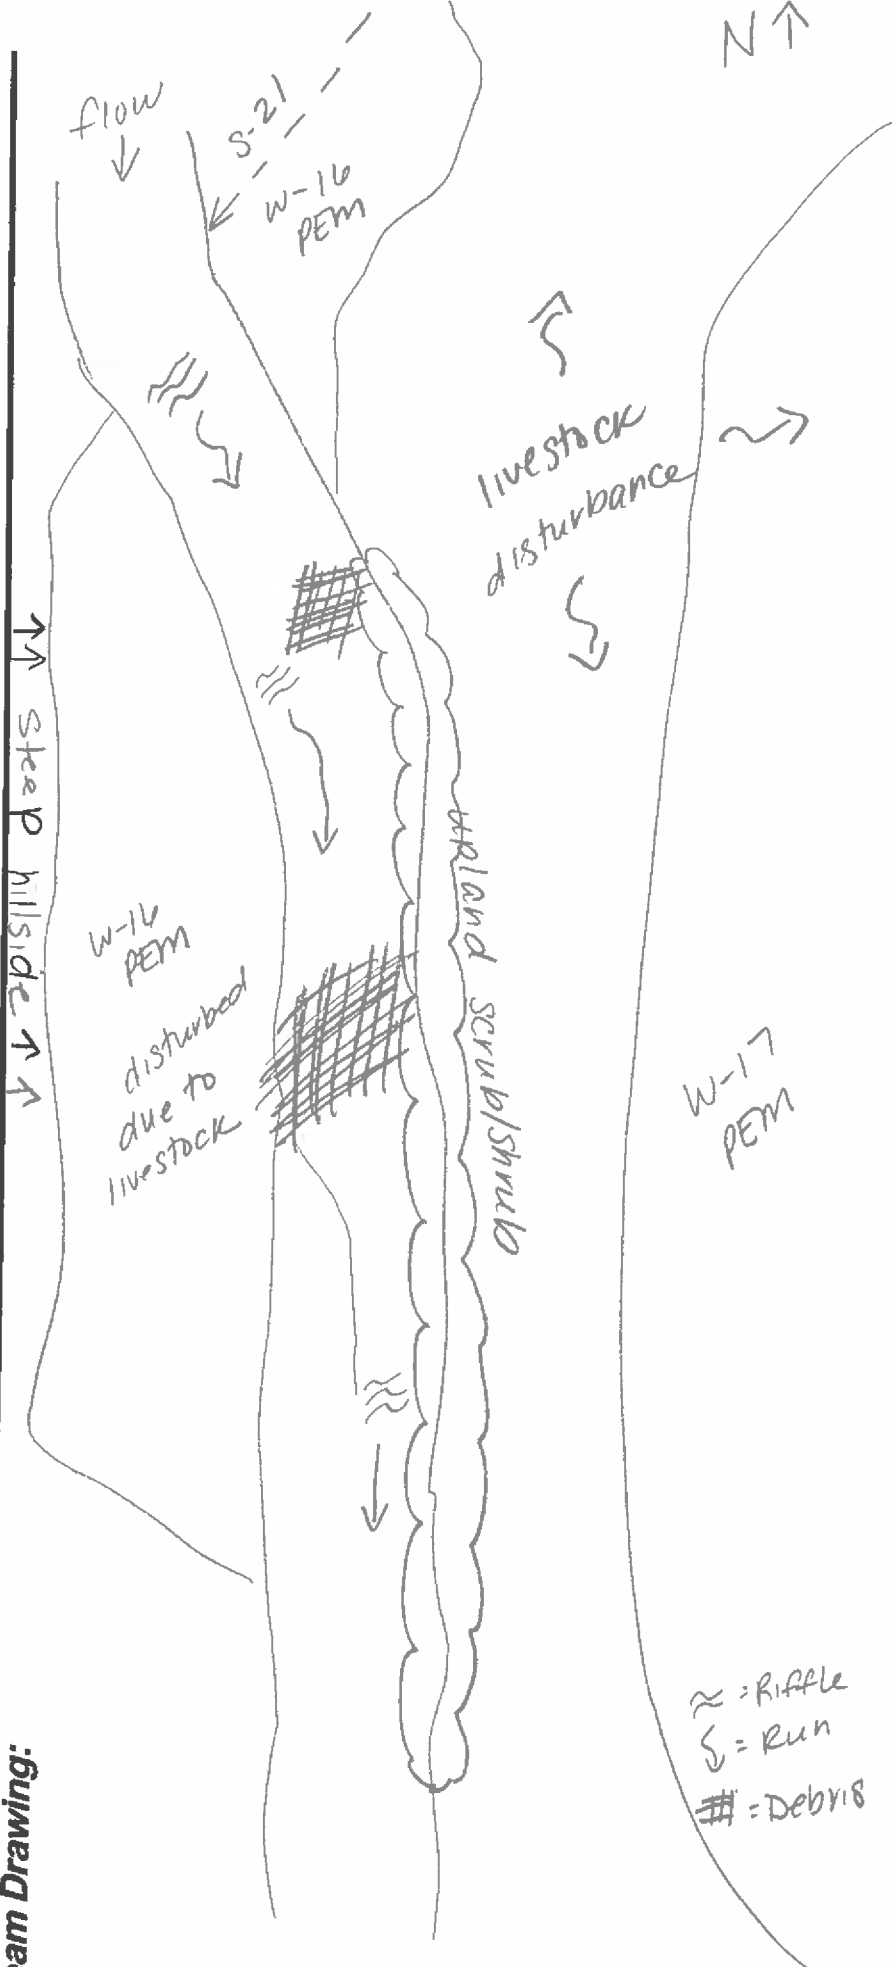 N ↑
flow
S-21
W-16
PEM
livestock
disturbance
↑↑ steep hillside ↑↑
upland scrub/shrub
W-16
PEM
disturbed
due to
livestock
W-17
PEM
≈ = Riffle
= Run
= Debris
am Drawing: